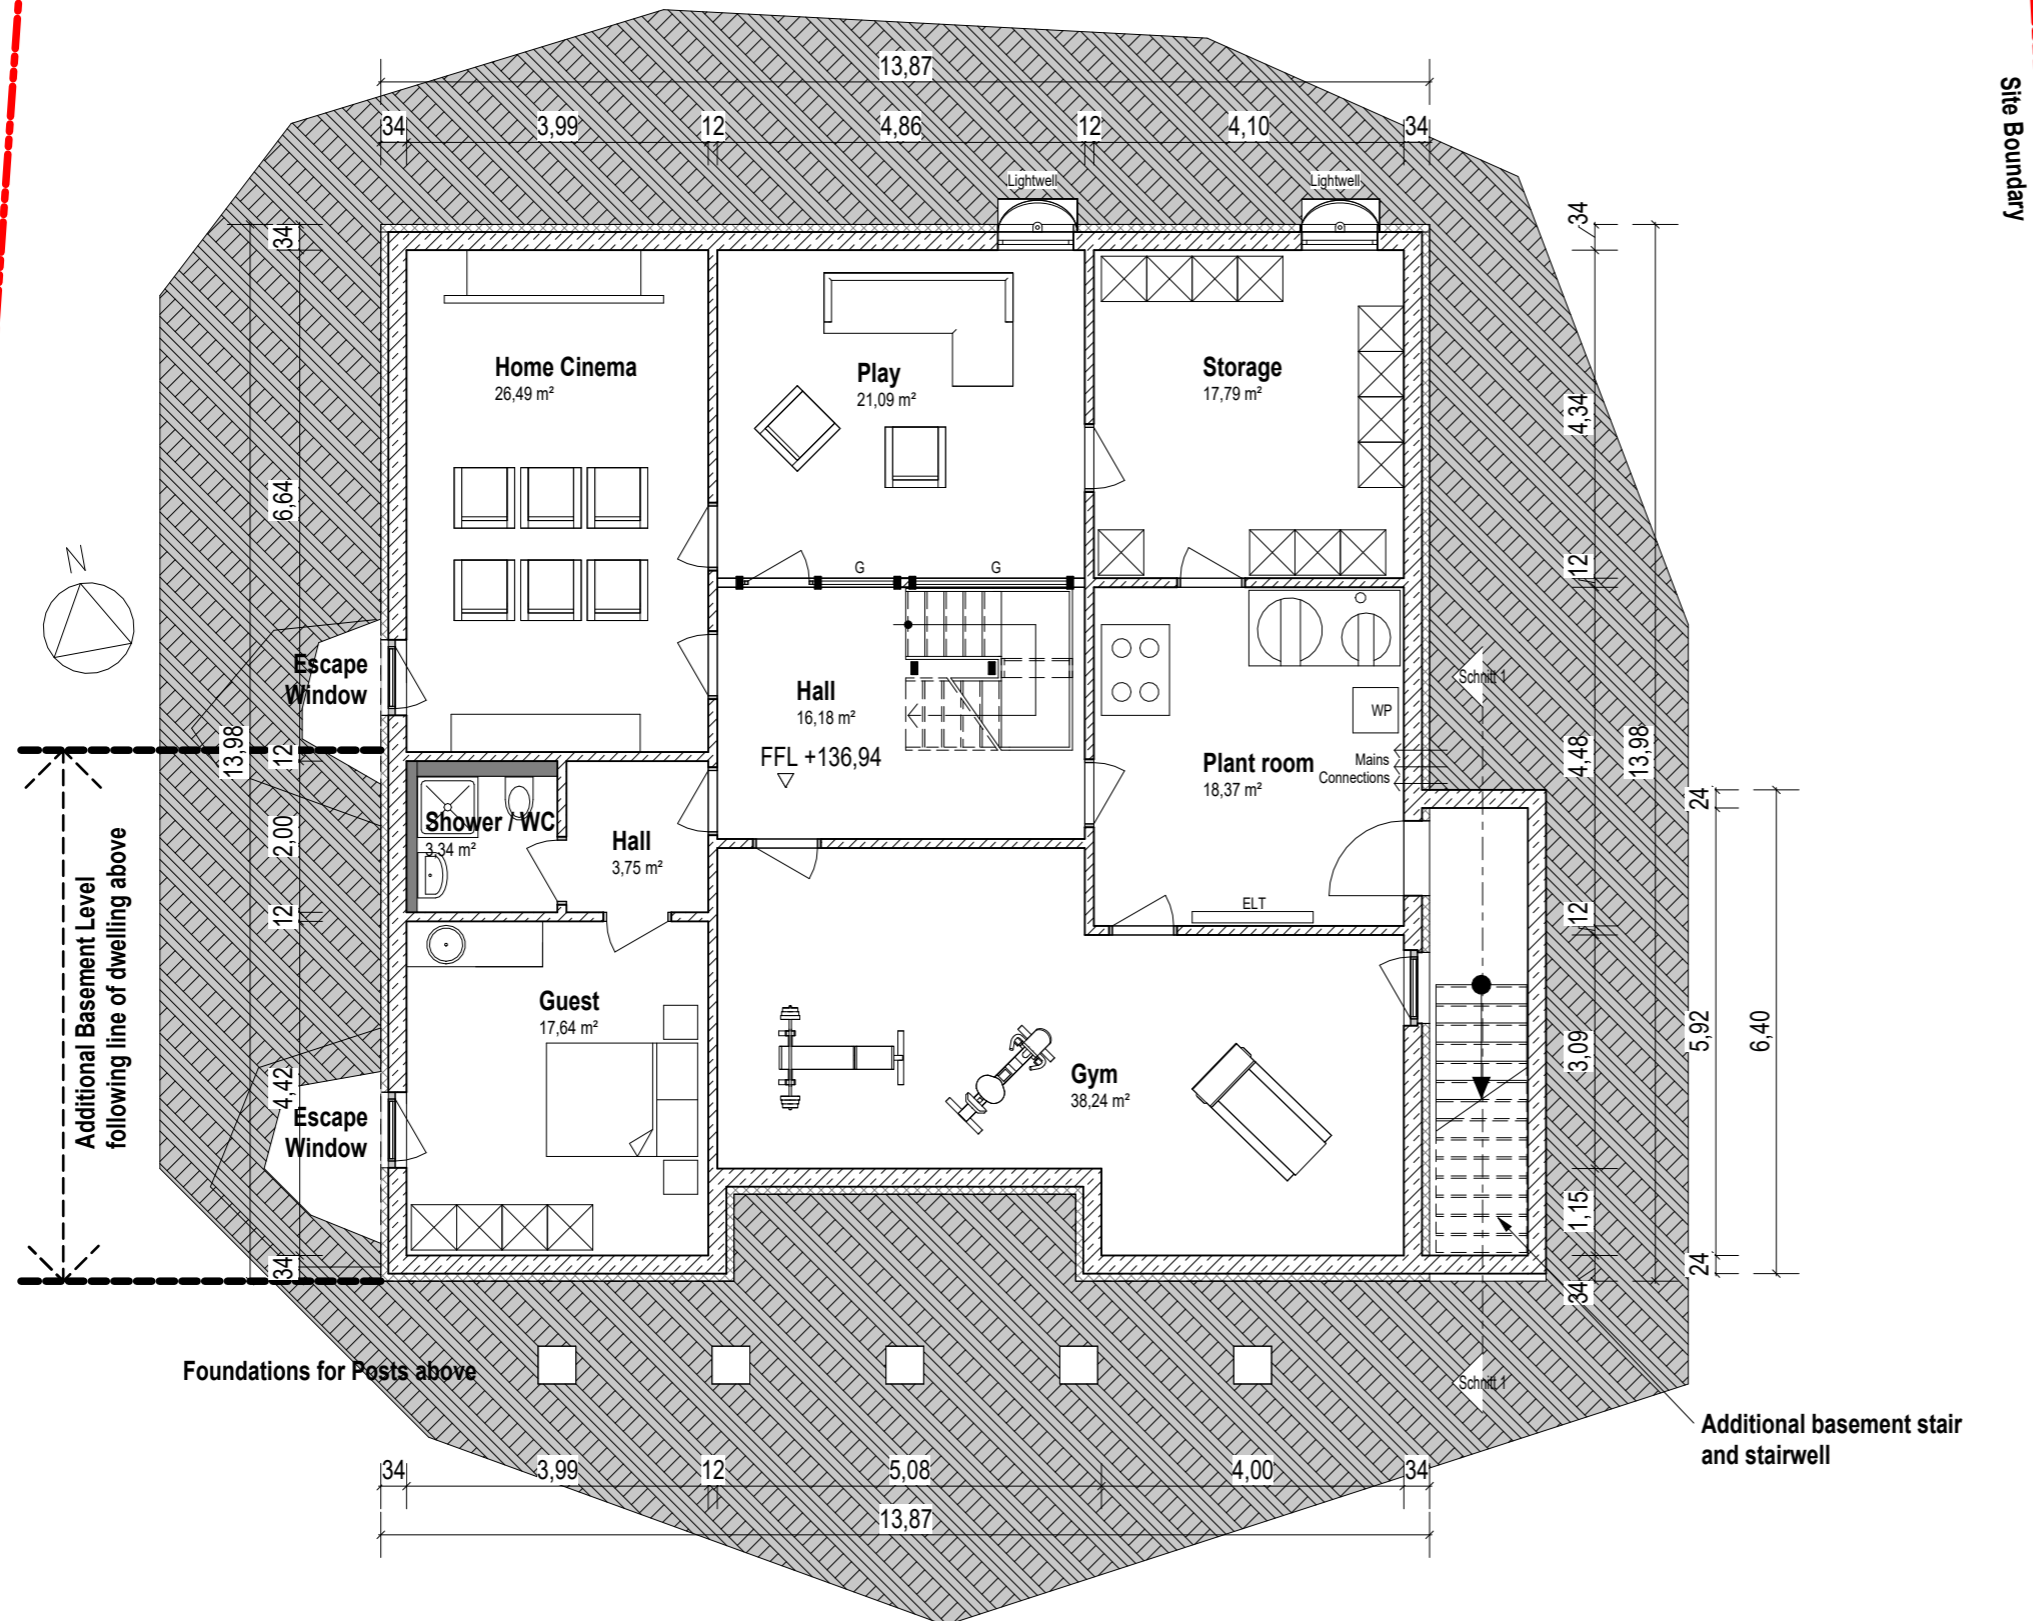 Site Boundary
13,87
34
3,99
12
4,86
12
4,10
34
Lightwell
Lightwell
34
34
Home Cinema
26,49 m²
Play
21,09 m²
Storage
17,79 m²
4,34
6,64
12
N
G
G
Escape
Window
Hall
16,18 m²
FFL +136,94
WP
Schnitt 1
Plant room
18,37 m²
Mains
Connections
13,98
12
4,48
13,98
24
2,00
Shower / WC
3,34 m²
Hall
3,75 m²
ELT
12
12
Additional Basement Level
following line of dwelling above
Guest
17,64 m²
Gym
38,24 m²
3,09
5,92
6,40
4,42
Escape
Window
1,15
34
24
34
Foundations for Posts above
Schnitt 1
Additional basement stair
and stairwell
34
3,99
12
5,08
4,00
34
13,87